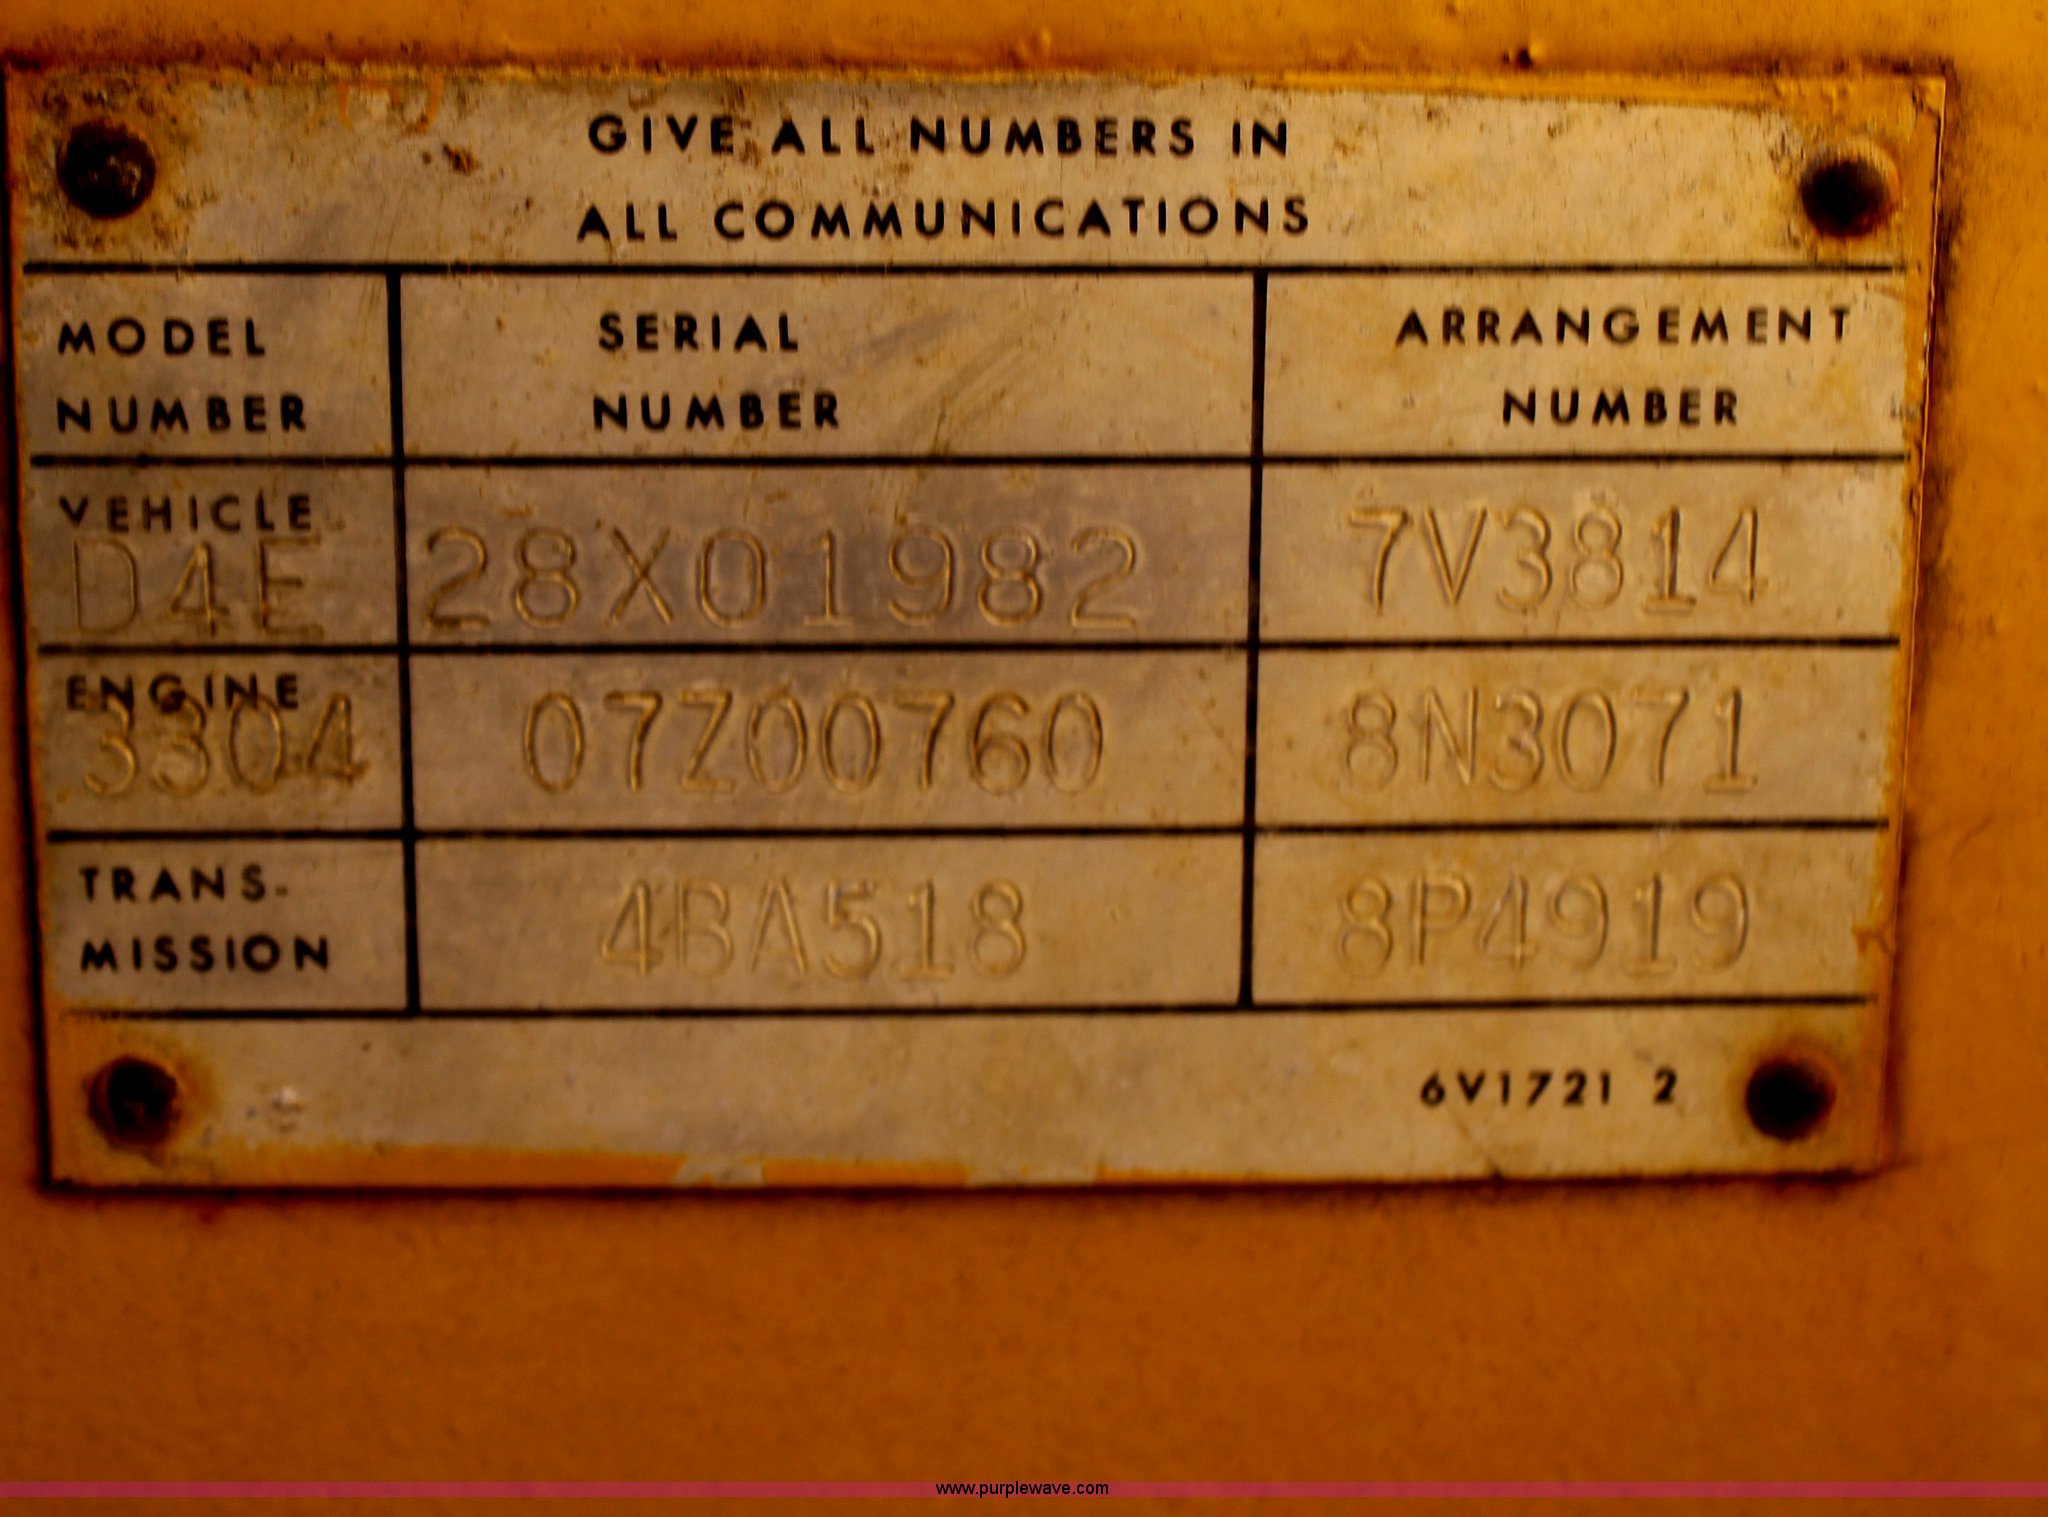 GIVE ALL NUMBERS IN
ALL COMMUNICATIONS
MODEL NUMBER
SERIAL NUMBER
ARRANGEMENT NUMBER
VEHICLE
D4E 28X01982 7V3814
ENGINE
3304 07Z00760 8N3071
TRANS-
MISSION
4BA518 8P4919
6V1721 2
www.purplewave.com